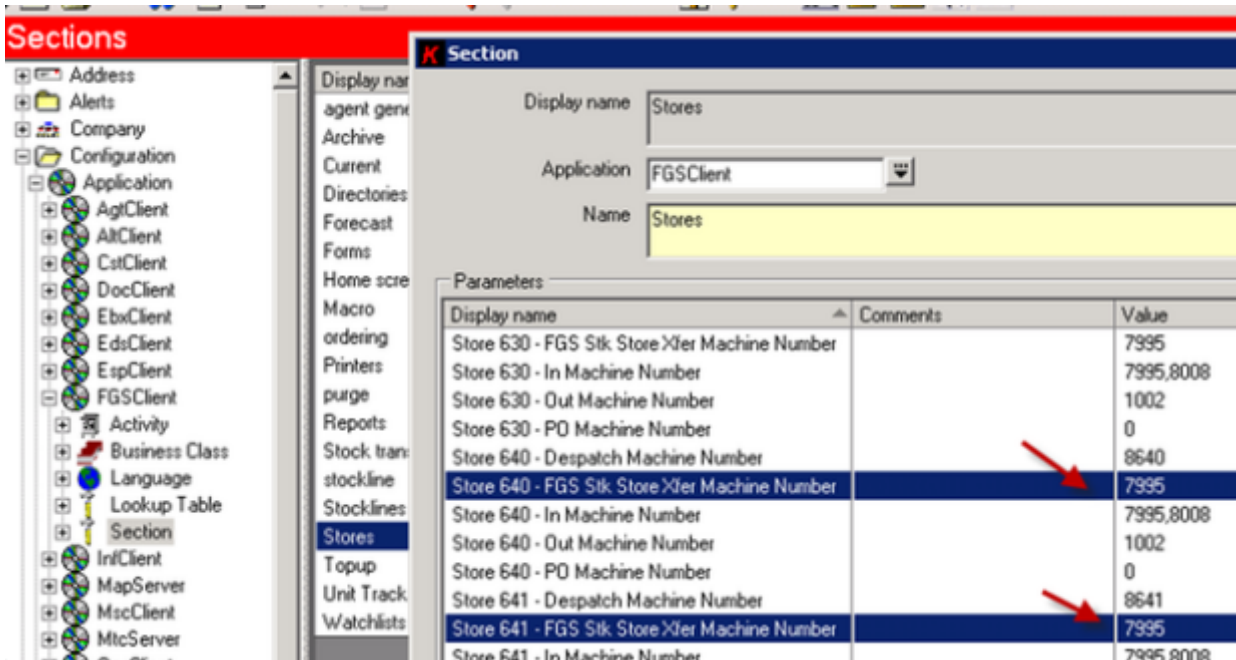 Sections
Address
Alerts
Company
Configuration
Application
AgtClient
AltClient
CstClient
DocClient
EbxClient
EdsClient
EspClient
FGSClient
Activity
Business Class
Language
Lookup Table
Section
InfClient
MapServer
MscClient
MtcServer
Display nar
agent gene
Archive
Current
Directories
Forecast
Forms
Home scre
Macro
ordering
Printers
purge
Reports
Stock tran
stockline
Stocklines
Stores
Topup
Unit Track
Watchlists
K Section
Display name Stores
Application FGSClient
Name Stores
Parameters
Display name Comments Value
Store 630 - FGS Stk Store Xfer Machine Number 7995
Store 630 - In Machine Number 7995,8008
Store 630 - Out Machine Number 1002
Store 630 - PO Machine Number 0
Store 640 - Despatch Machine Number 8640
Store 640 - FGS Stk Store Xfer Machine Number 7995
Store 640 - In Machine Number 7995,8008
Store 640 - Out Machine Number 1002
Store 640 - PO Machine Number 0
Store 641 - Despatch Machine Number 8641
Store 641 - FGS Stk Store Xfer Machine Number 7995
Store 641 - In Machine Number 7995,8008